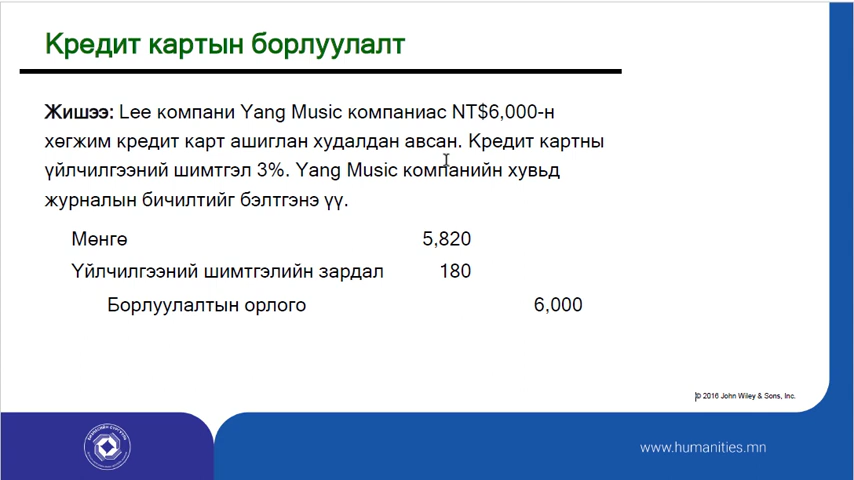 Кредит картын борлуулалт
Жишээ: Lee компани Yang Music компаниас NT$6,000-н
хөгжим кредит карт ашиглан худалдан авсан. Кредит картны
үйлчилгээний шимтгэл 3%. Yang Music компанийн хувьд
журналын бичилтийг бэлтгэнэ үү.
Мөнгө 5,820
Үйлчилгээний шимтгэлийн зардал 180
Борлуулалтын орлого 6,000
© 2016 John Wiley & Sons, Inc.
www.humanities.mn